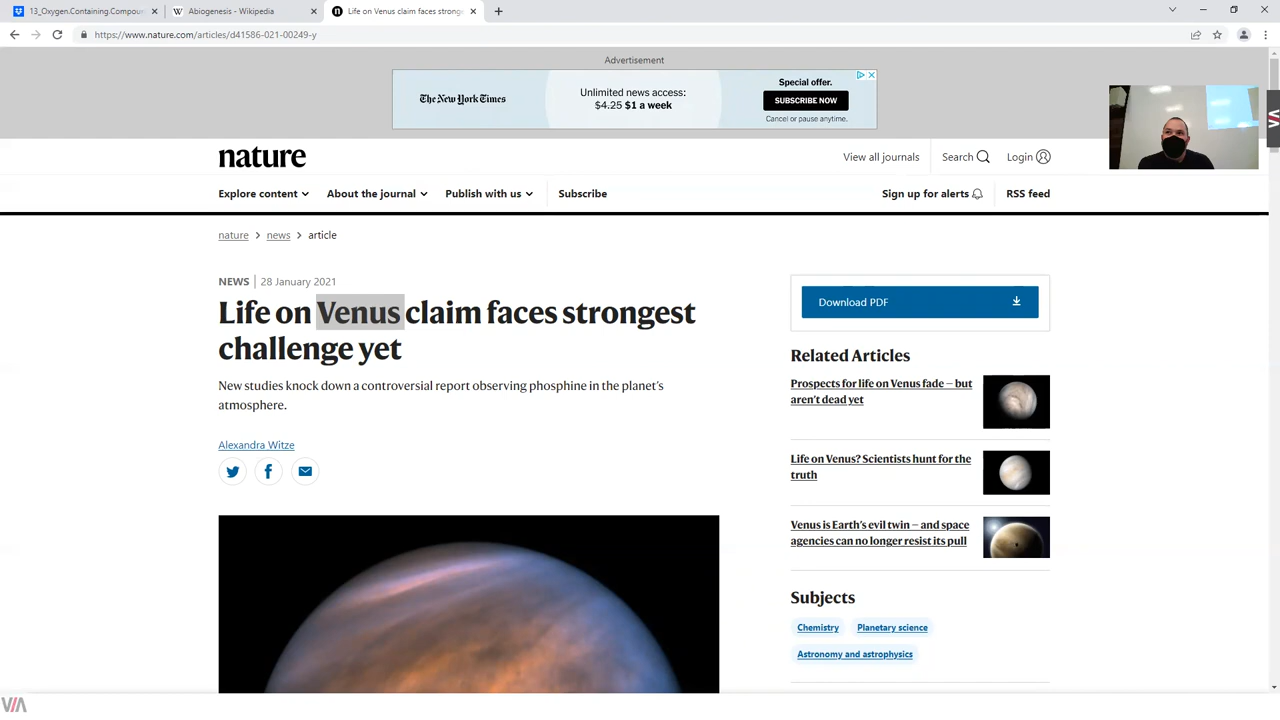 13_Oxygen.Containing.Compoun
Abiogenesis - Wikipedia
Life on Venus claim faces stronge
https://www.nature.com/articles/d41586-021-00249-y
Advertisement
The New York Times
Unlimited news access:
$4.25 $1 a week
Special offer.
SUBSCRIBE NOW
Cancel or pause anytime.
nature
View all journals
Search
Login
Explore content
About the journal
Publish with us
Subscribe
Sign up for alerts
RSS feed
nature > news > article
NEWS | 28 January 2021
Life on Venus claim faces strongest
challenge yet
New studies knock down a controversial report observing phosphine in the planet's
atmosphere.
Alexandra Witze
Download PDF
Related Articles
Prospects for life on Venus fade — but
aren't dead yet
Life on Venus? Scientists hunt for the
truth
Venus is Earth's evil twin — and space
agencies can no longer resist its pull
Subjects
Chemistry
Planetary science
Astronomy and astrophysics
VIA